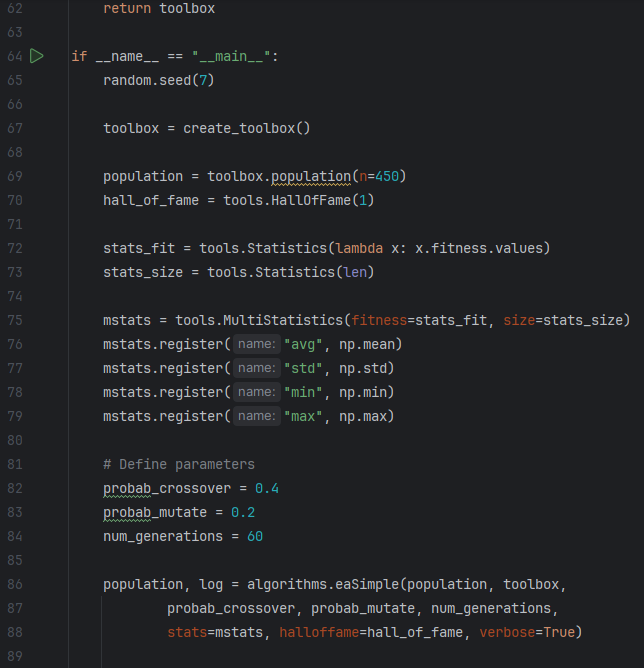 62 return toolbox
63
64 if __name__ == "__main__":
65 random.seed(7)
66
67 toolbox = create_toolbox()
68
69 population = toolbox.population(n=450)
70 hall_of_fame = tools.HallOfFame(1)
71
72 stats_fit = tools.Statistics(lambda x: x.fitness.values)
73 stats_size = tools.Statistics(len)
74
75 mstats = tools.MultiStatistics(fitness=stats_fit, size=stats_size)
76 mstats.register( name: "avg", np.mean)
77 mstats.register( name: "std", np.std)
78 mstats.register( name: "min", np.min)
79 mstats.register( name: "max", np.max)
80
81 # Define parameters
82 probab_crossover = 0.4
83 probab_mutate = 0.2
84 num_generations = 60
85
86 population, log = algorithms.eaSimple(population, toolbox,
87 probab_crossover, probab_mutate, num_generations,
88 stats=mstats, halloffame=hall_of_fame, verbose=True)
89